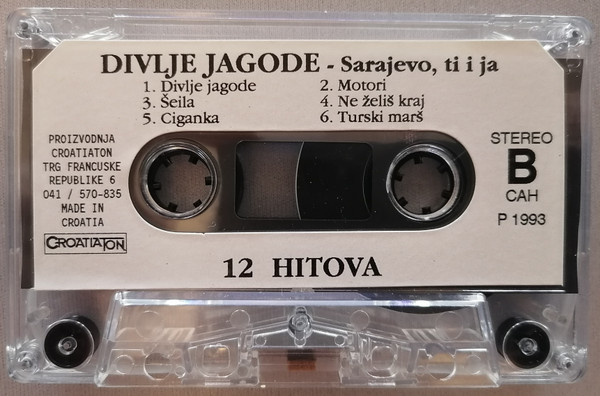 DIVLJE JAGODE - Sarajevo, ti i ja
1. Divlje jagode
2. Motori
3. Šeila
4. Ne želiš kraj
5. Ciganka
6. Turski marš
PROIZVODNJA
CROATIATON
TRG FRANCUSKE
REPUBLIKE 6
041 / 570-835
MADE IN
CROATIA
CROATIATON
STEREO
B
CAH
P 1993
12 HITOVA